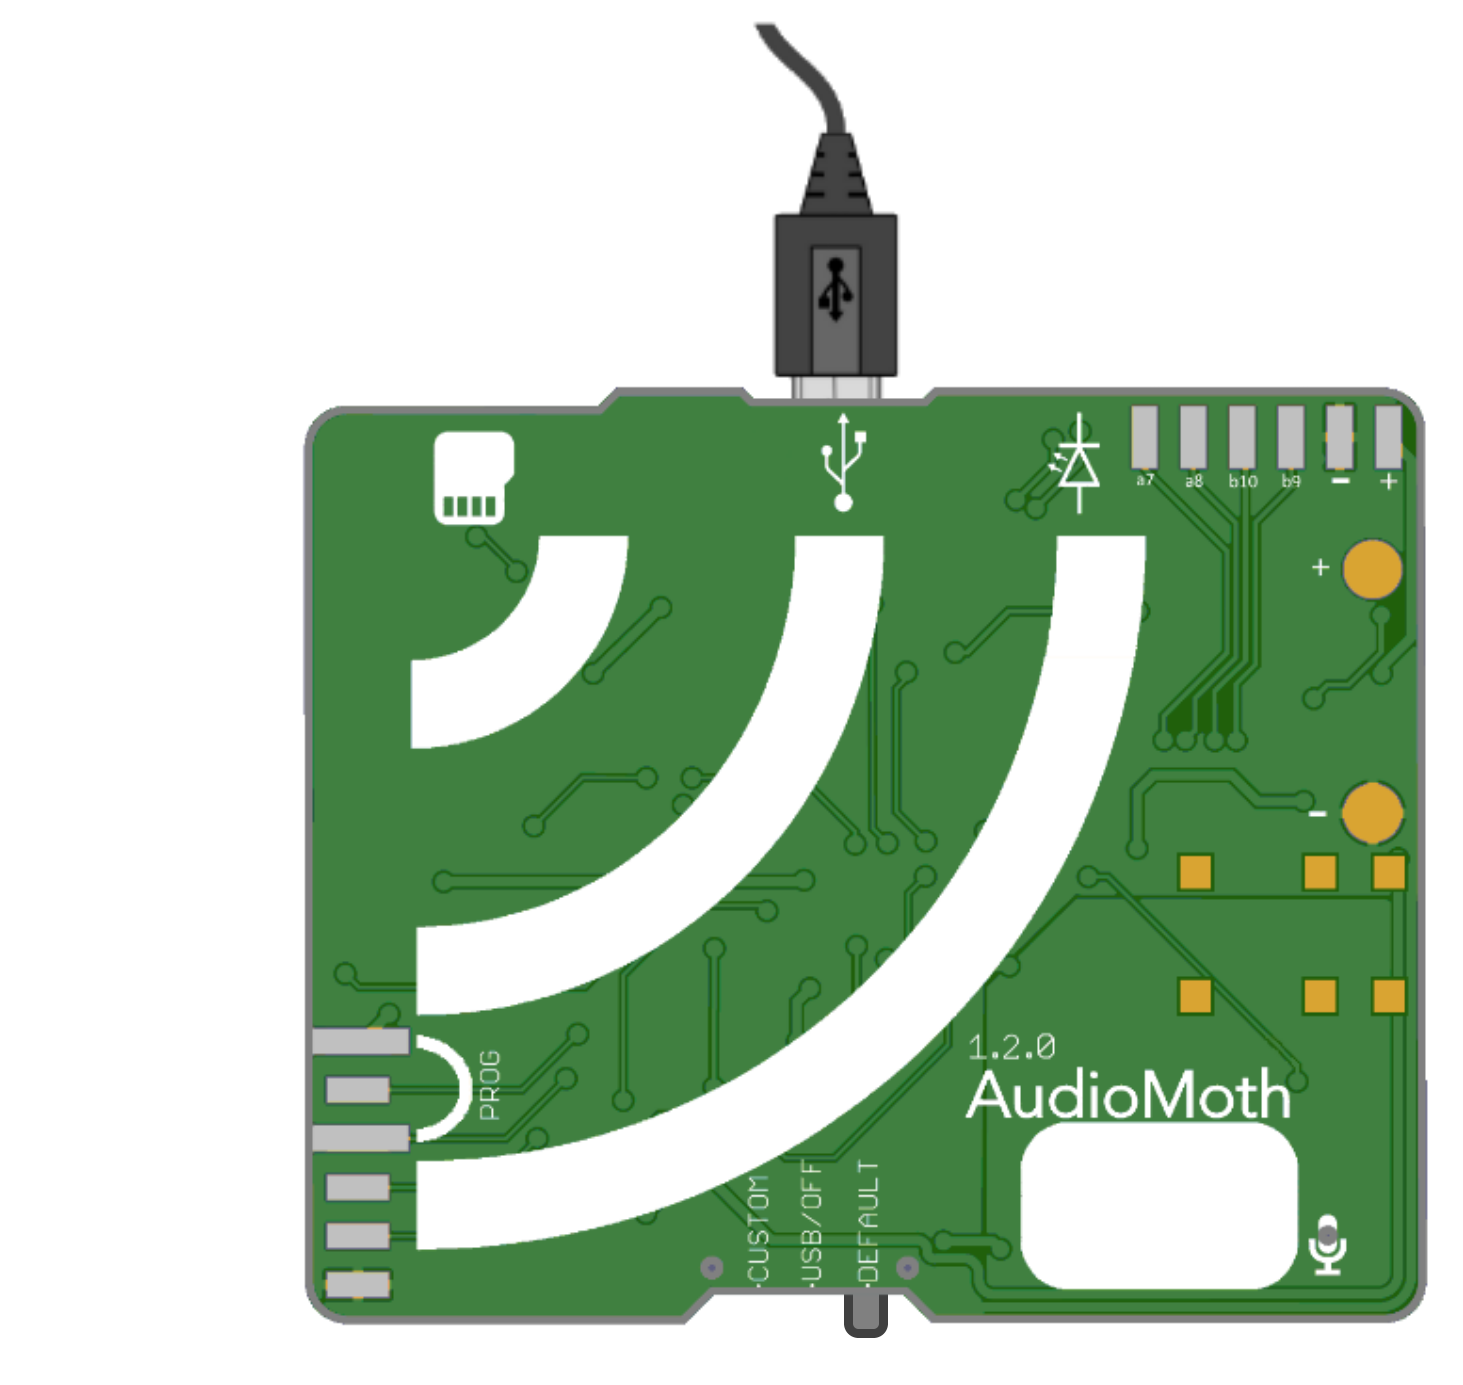 a7 a8 b10 b9 − +
+
−
PROG
1.2.0
AudioMoth
·CUSTOM
·USB/OFF
·DEFAULT